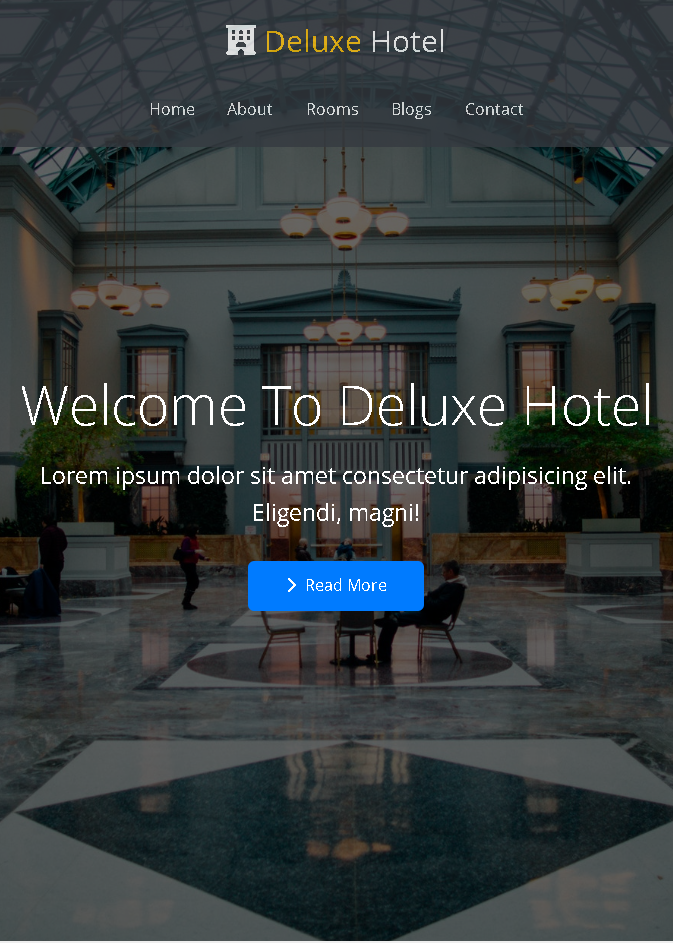 Deluxe Hotel
Home About Rooms Blogs Contact
Welcome To Deluxe Hotel
Lorem ipsum dolor sit amet consectetur adipisicing elit.
Eligendi, magni!
Read More